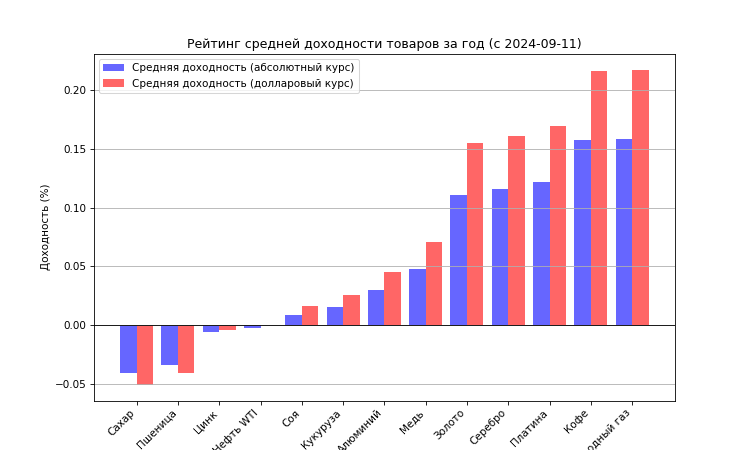 Рейтинг средней доходности товаров за год (с 2024-09-11)
Средняя доходность (абсолютный курс)
Средняя доходность (долларовый курс)
Доходность (%)
0.20
0.15
0.10
0.05
0.00
−0.05
Сахар
Пшеница
Цинк
Нефть WTI
Соя
Кукуруза
Алюминий
Медь
Золото
Серебро
Платина
Кофе
одный газ